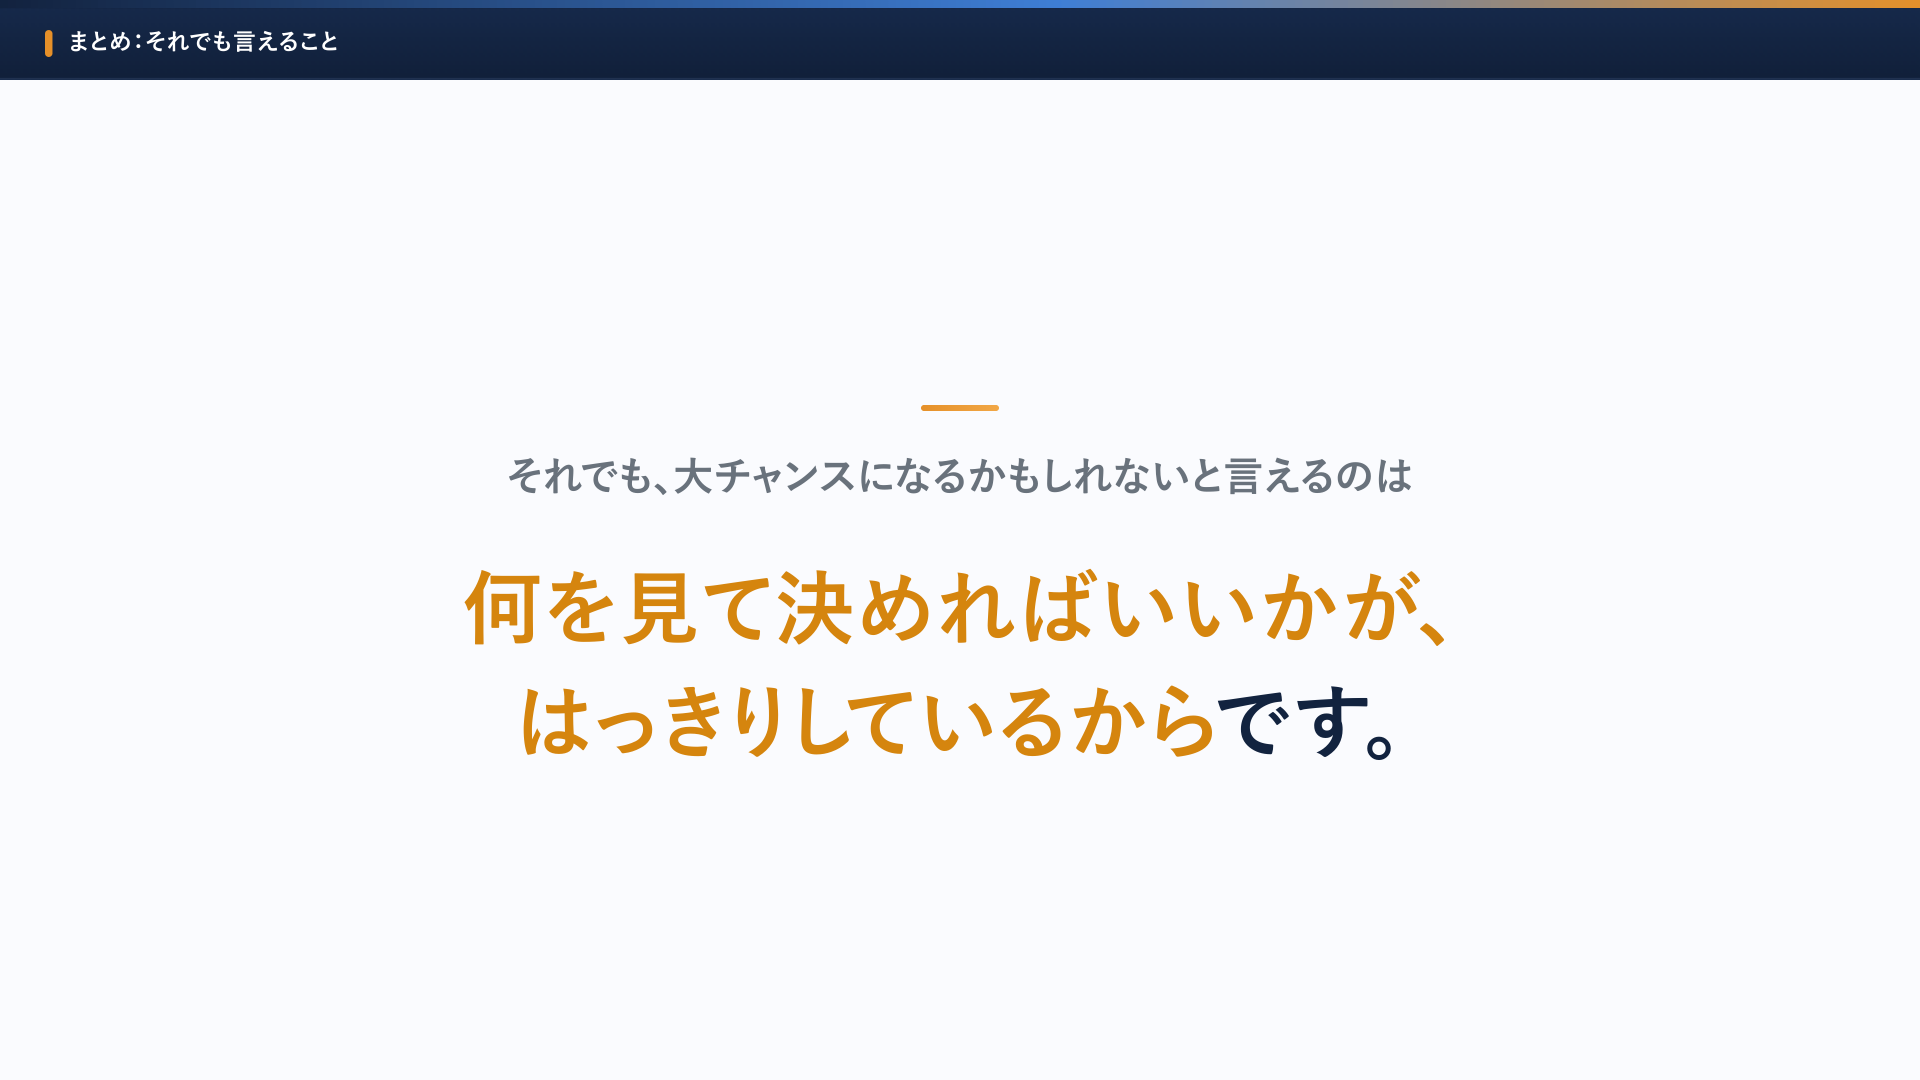 まとめ：それでも言えること
それでも、大チャンスになるかもしれないと言えるのは
何を見て決めればいいかが、
はっきりしているからです。